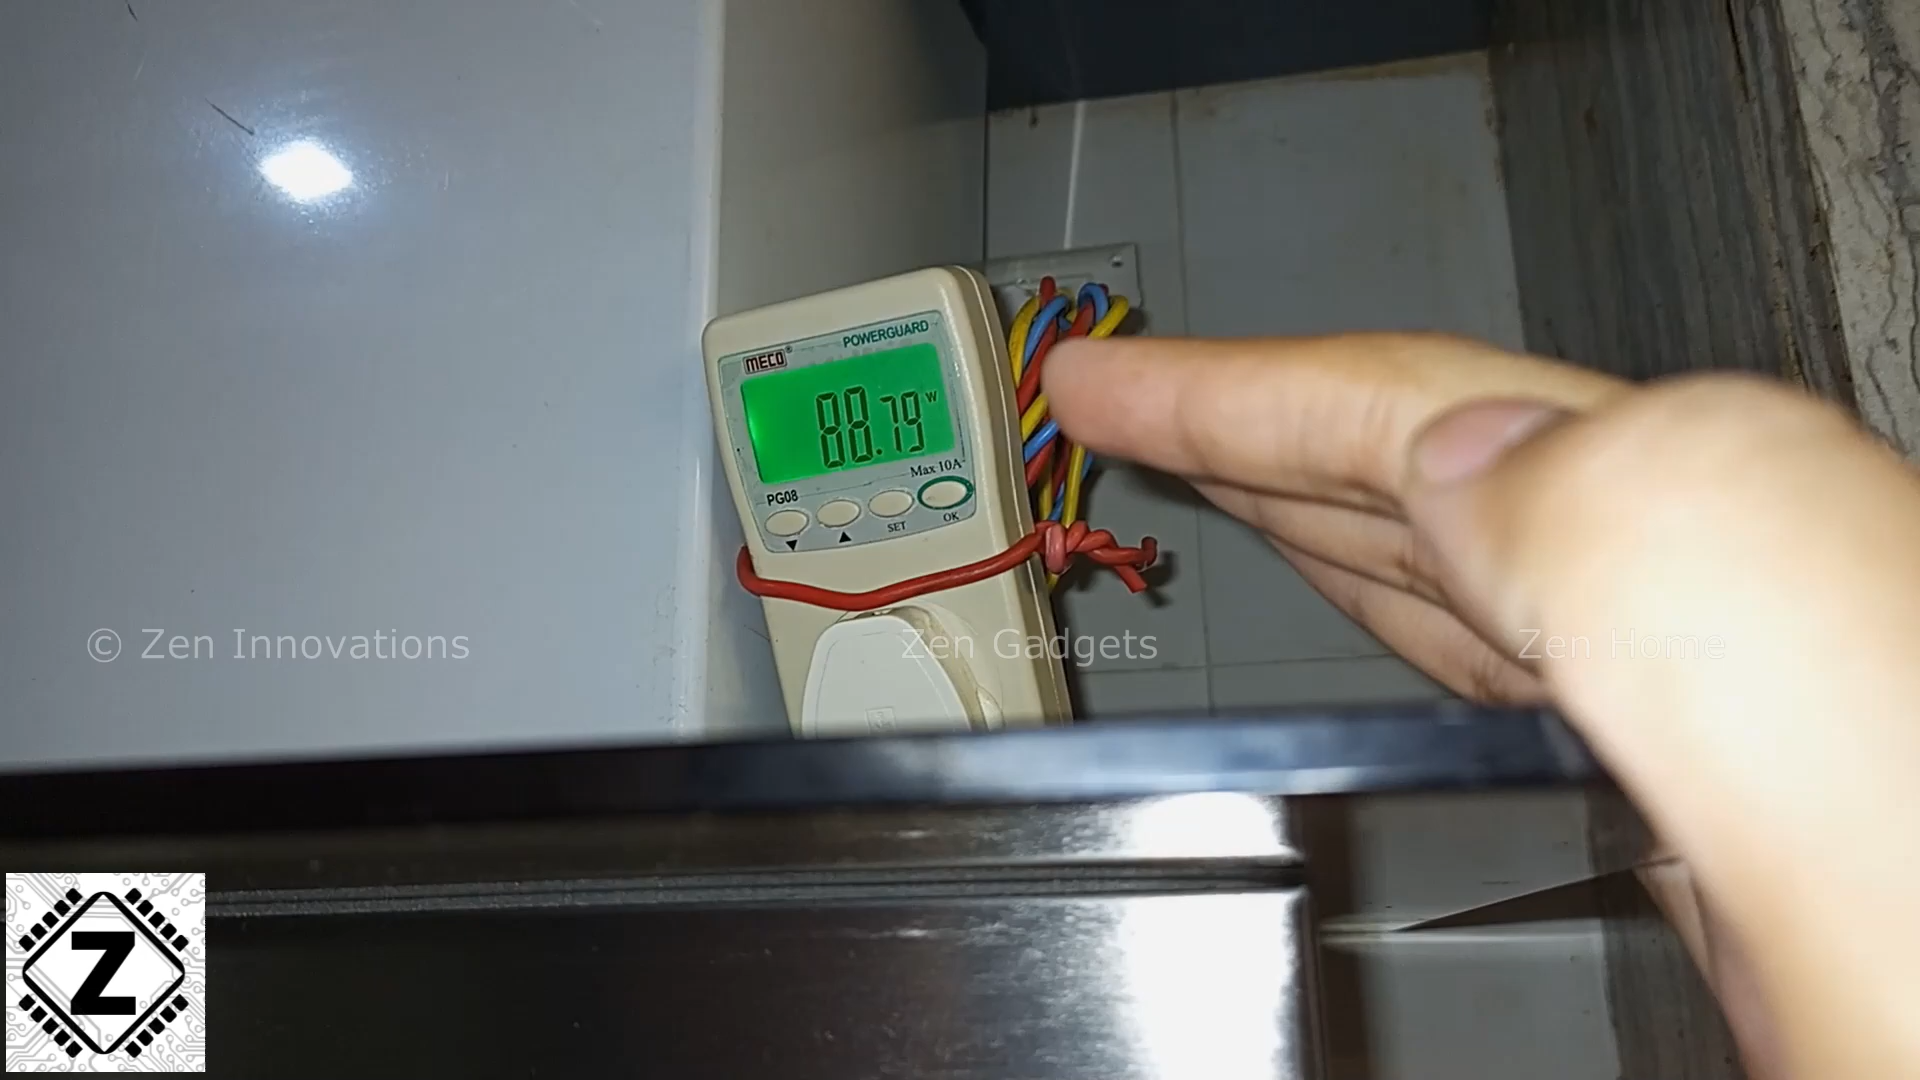 POWERGUARD
MECO®
88.79 W
Max 10A~
PG08
▼ ▲ SET OK
© Zen Innovations Zen Gadgets Zen Home
Z